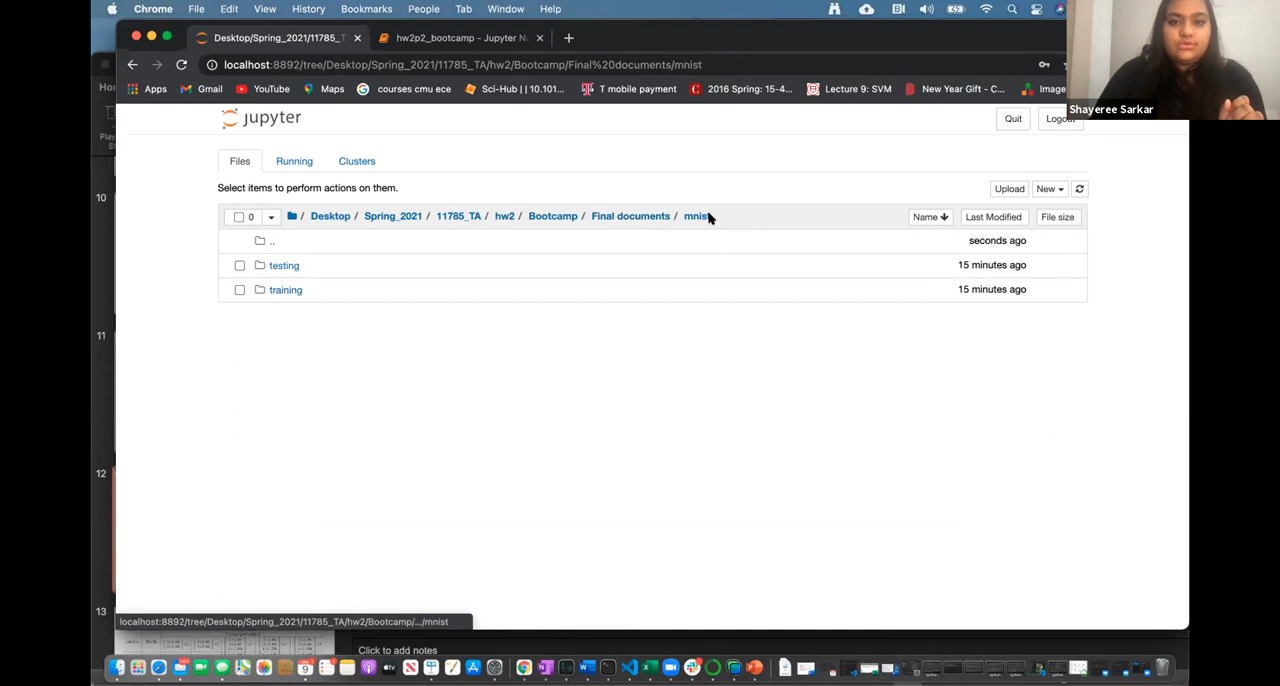 Chrome File Edit View History Bookmarks People Tab Window Help
Desktop/Spring_2021/11785_T
hw2p2_bootcamp - Jupyter N
localhost:8892/tree/Desktop/Spring_2021/11785_TA/hw2/Bootcamp/Final%20documents/mnist
Apps Gmail YouTube Maps courses cmu ece Sci-Hub | | 10.101... T mobile payment 2016 Spring: 15-4... Lecture 9: SVM New Year Gift - C... Image
Shayeree Sarkar
jupyter
Quit Logou
Files Running Clusters
Select items to perform actions on them.
Upload New
0 / Desktop / Spring_2021 / 11785_TA / hw2 / Bootcamp / Final documents / mnist
Name Last Modified File size
.. seconds ago
testing 15 minutes ago
training 15 minutes ago
10
11
12
13
localhost:8892/tree/Desktop/Spring_2021/11785_TA/hw2/Bootcamp/.../mnist
Click to add notes